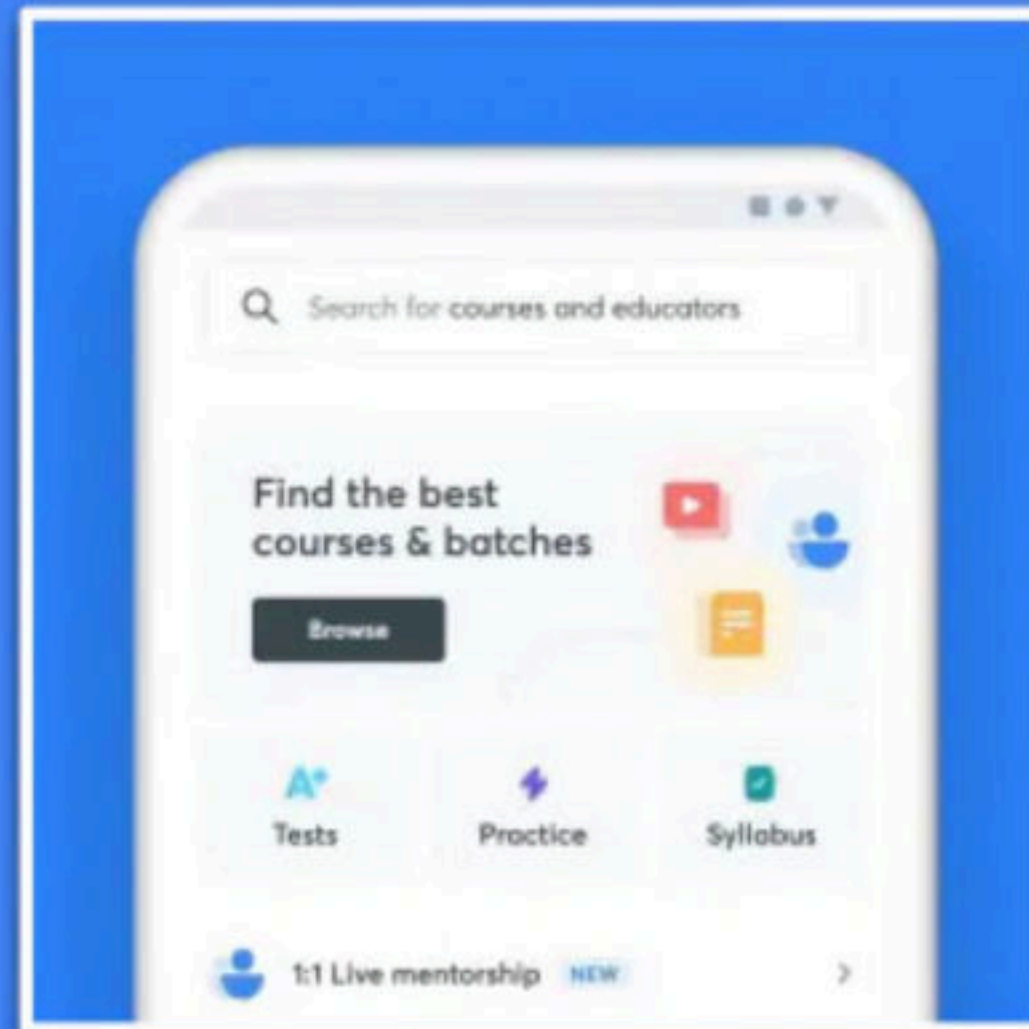 Search for courses and educators
Find the best
courses & batches
Browse
A+
Tests
Practice
Syllabus
1:1 Live mentorship NEW